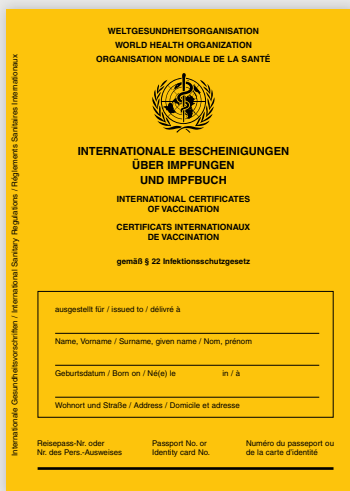 WELTGESUNDHEITSORGANISATION
WORLD HEALTH ORGANIZATION
ORGANISATION MONDIALE DE LA SANTÉ
INTERNATIONALE BESCHEINIGUNGEN
ÜBER IMPFUNGEN
UND IMPFBUCH
INTERNATIONAL CERTIFICATES
OF VACCINATION
CERTIFICATS INTERNATIONAUX
DE VACCINATION
gemäß § 22 Infektionsschutzgesetz
ausgestellt für / issued to / délivré à
Name, Vorname / Surname, given name / Nom, prénom
Geburtsdatum / Born on / Né(e) le in / à
Wohnort und Straße / Address / Domicile et adresse
Reisepass-Nr. oder Passport No. or Numéro du passeport ou
Nr. des Pers.-Ausweises Identity card No. de la carte d'identité
Internationale Gesundheitsvorschriften / International Sanitary Regulations / Règlements Sanitaires Internationaux